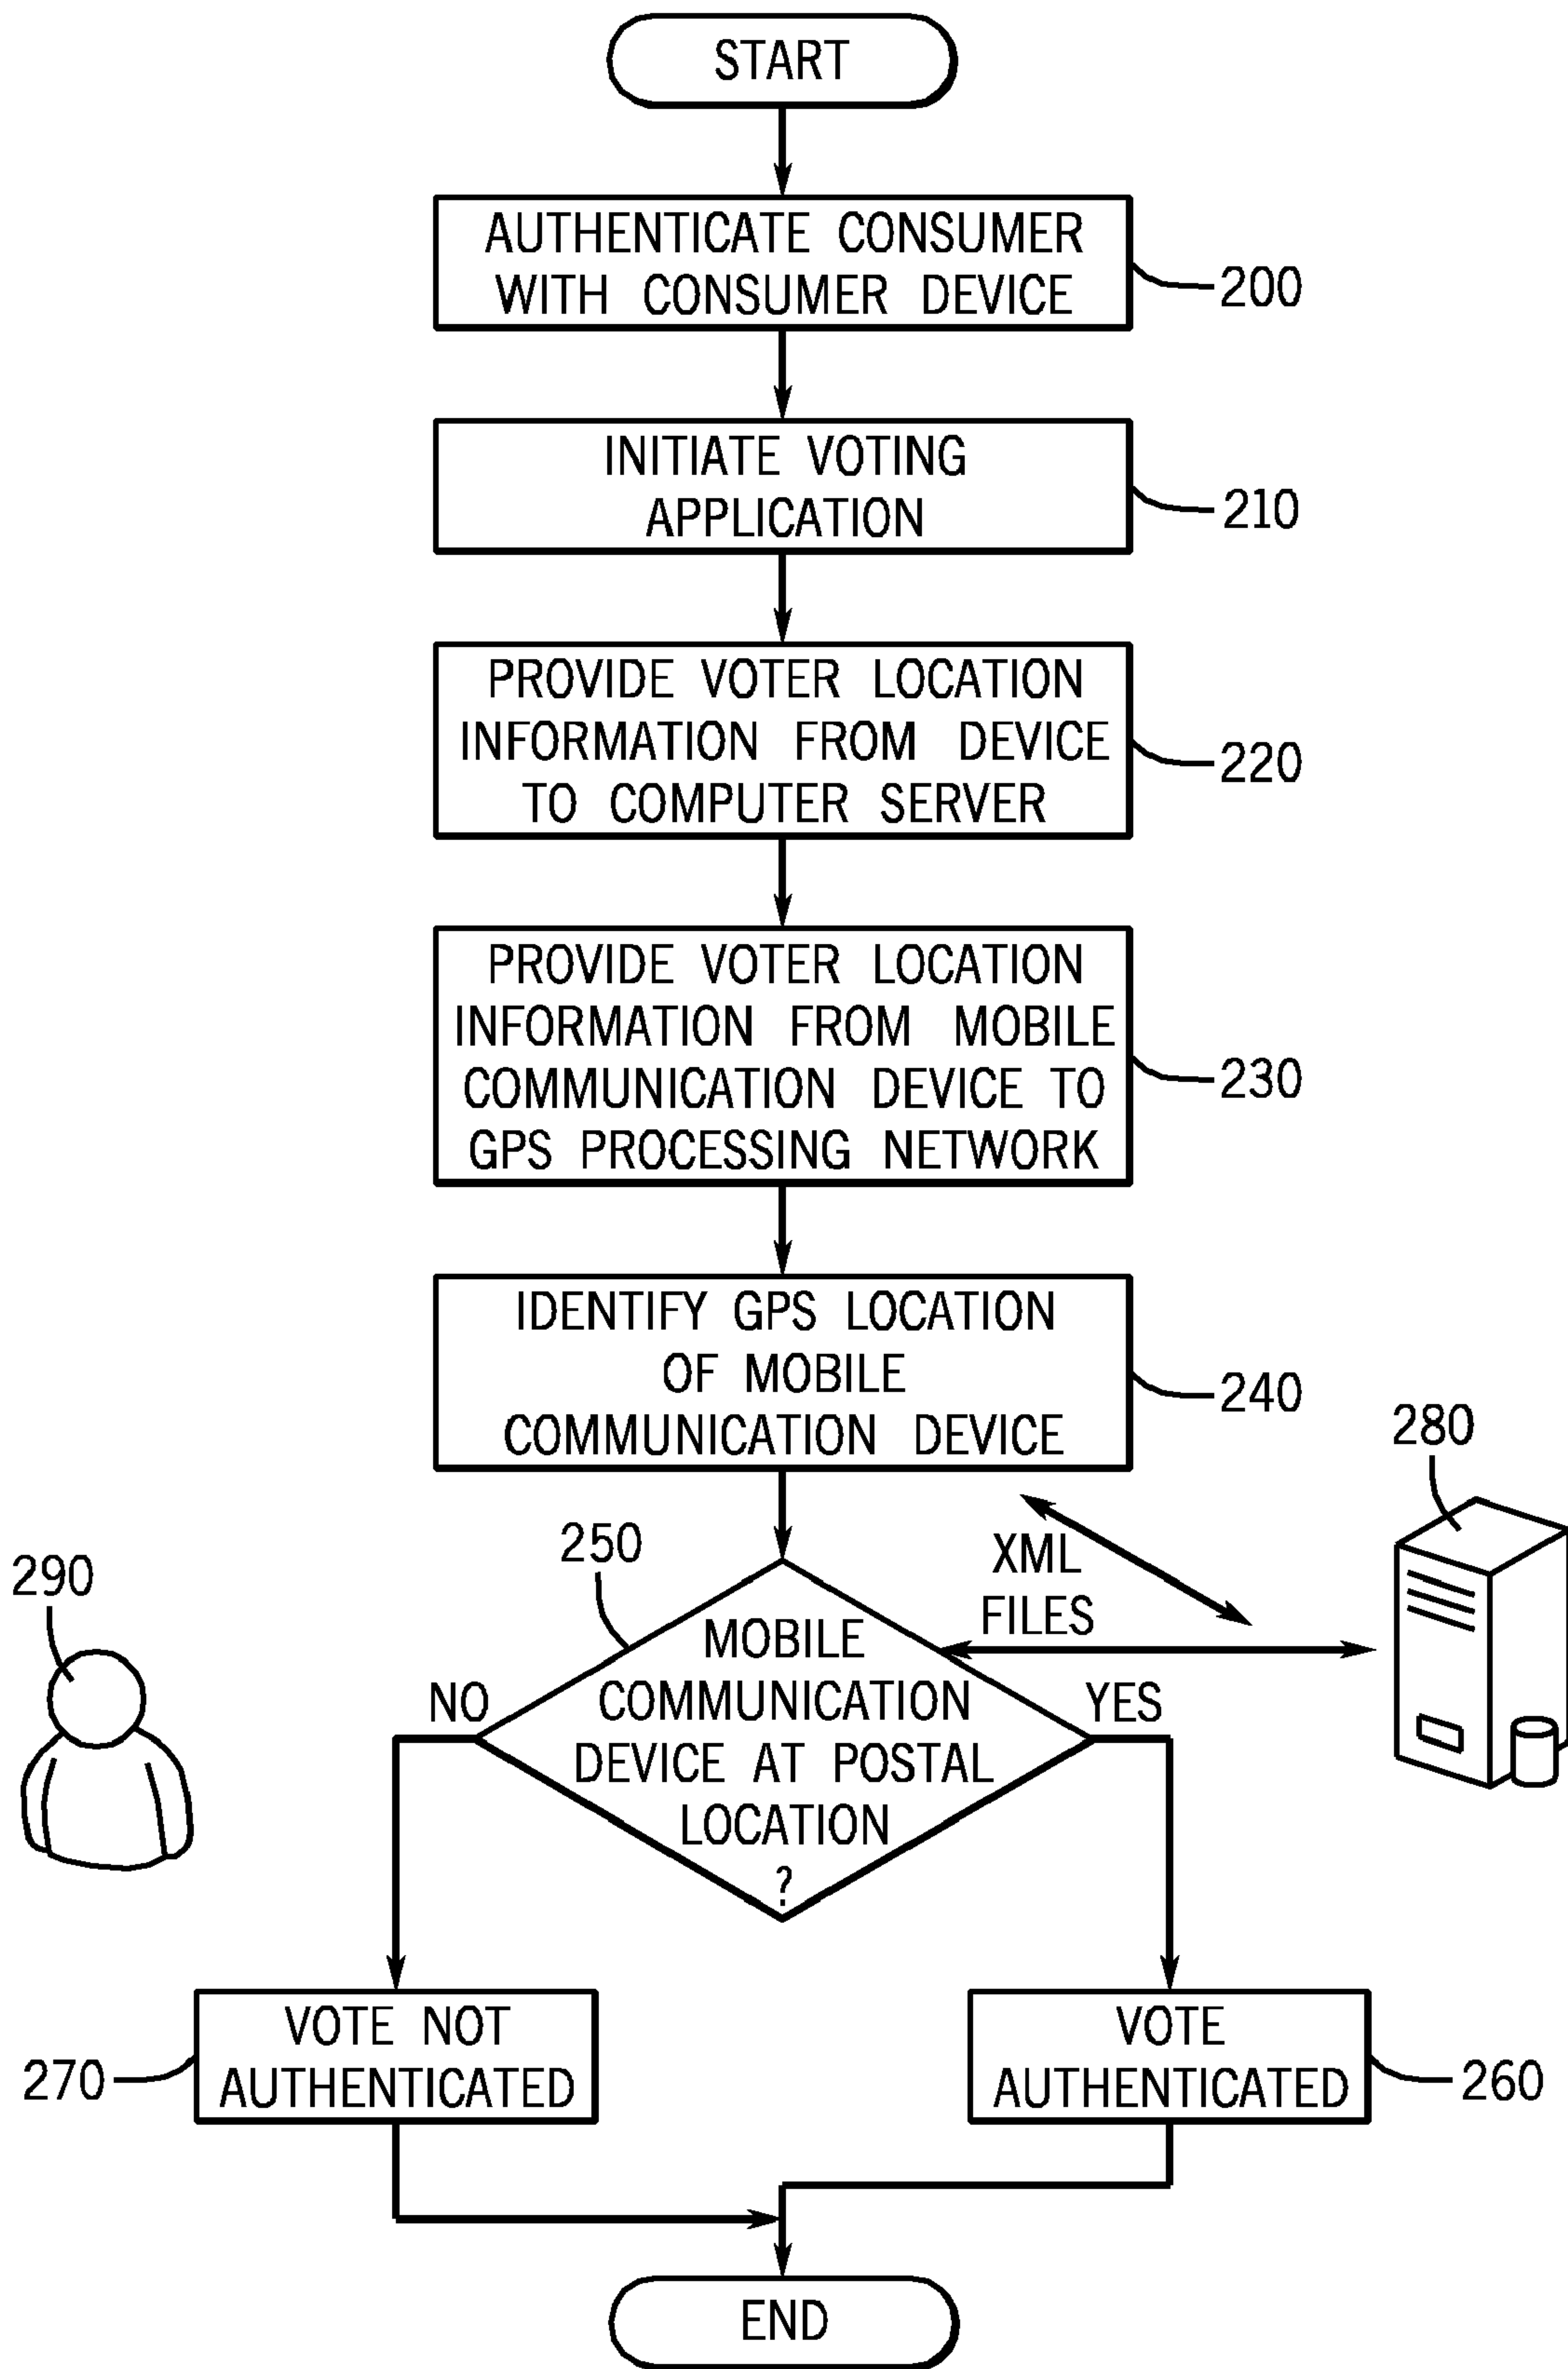 START
AUTHENTICATE CONSUMER
WITH CONSUMER DEVICE
200
INITIATE VOTING
APPLICATION
210
PROVIDE VOTER LOCATION
INFORMATION FROM DEVICE
TO COMPUTER SERVER
220
PROVIDE VOTER LOCATION
INFORMATION FROM MOBILE
COMMUNICATION DEVICE TO
GPS PROCESSING NETWORK
230
IDENTIFY GPS LOCATION
OF MOBILE
COMMUNICATION DEVICE
240
280
250
XML
FILES
290
MOBILE
COMMUNICATION
DEVICE AT POSTAL
LOCATION
?
NO
YES
VOTE NOT
AUTHENTICATED
270
VOTE
AUTHENTICATED
260
END